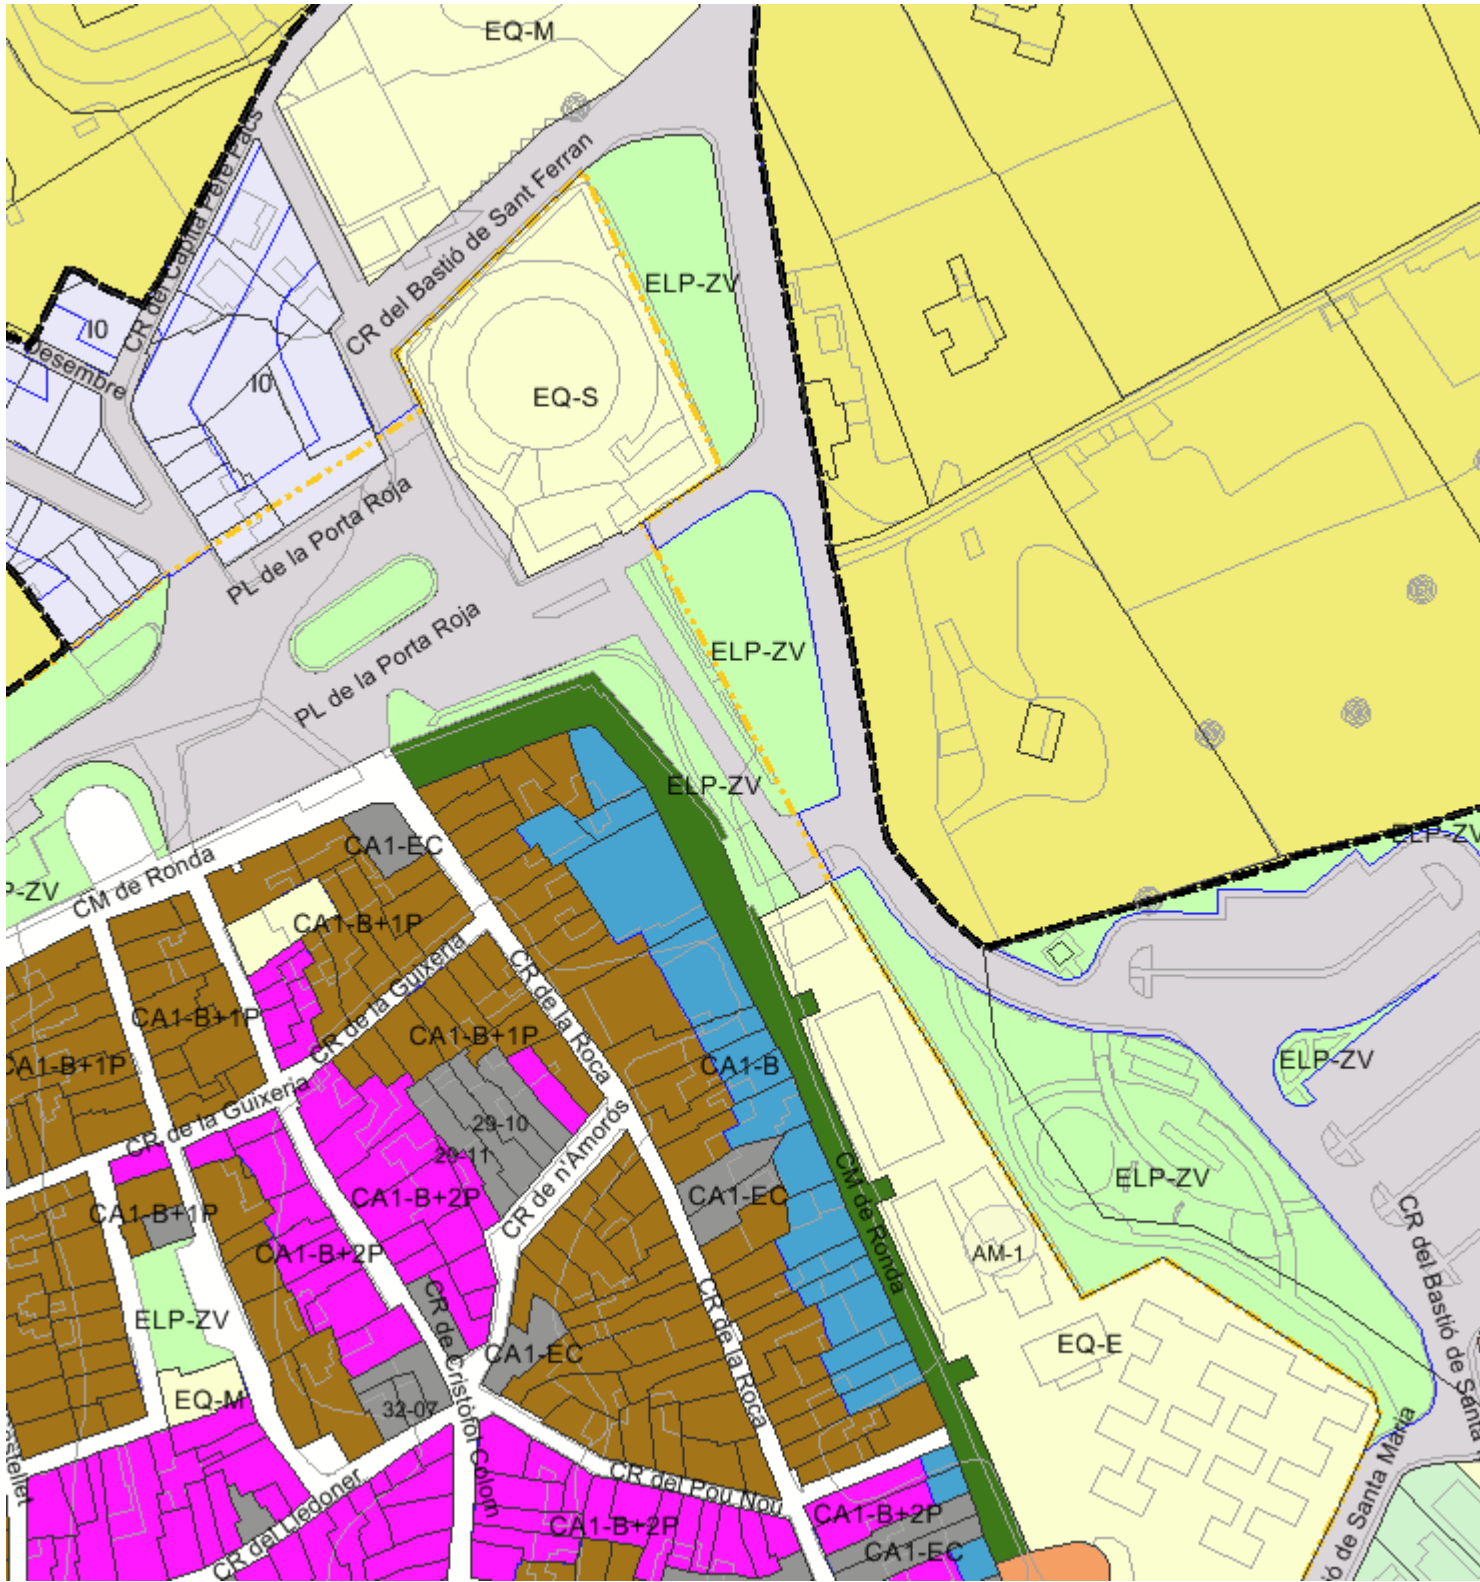 EQ-M
CR del Capità Pere Pacs
CR del Bastió de Sant Ferran
ELP-ZV
I0
Desembre
I0
EQ-S
PL de la Porta Roja
PL de la Porta Roja
ELP-ZV
ELP-ZV
ELP-ZV
CA1-EC
P-ZV
CM de Ronda
CA1-B+1P
CR de la Guixeria
CR de la Roca
CA1-B+1P
CA1-B+1P
CA1-B+1P
CA1-B
ELP-ZV
CR de la Guixeria
29-10
29-11
CR de n'Amorós
CA1-B+2P
CA1-EC
CM de Ronda
ELP-ZV
CA1-B+1P
CA1-B+2P
AM-1
CR del Bastió de Santa
ELP-ZV
CR de Cristòfol Colom
CA1-EC
CR de la Roca
EQ-E
EQ-M
32-07
astellet
CR del Lledoner
CR del Pou Nou
CA1-B+2P
CA1-B+2P
CA1-EC
ió de Santa Maria